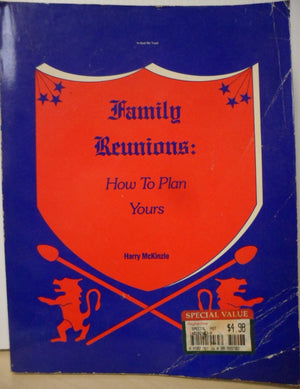 Family
Reunions:
How To Plan
Yours
Harry McKinzie
SPECIAL VALUE
$4.98